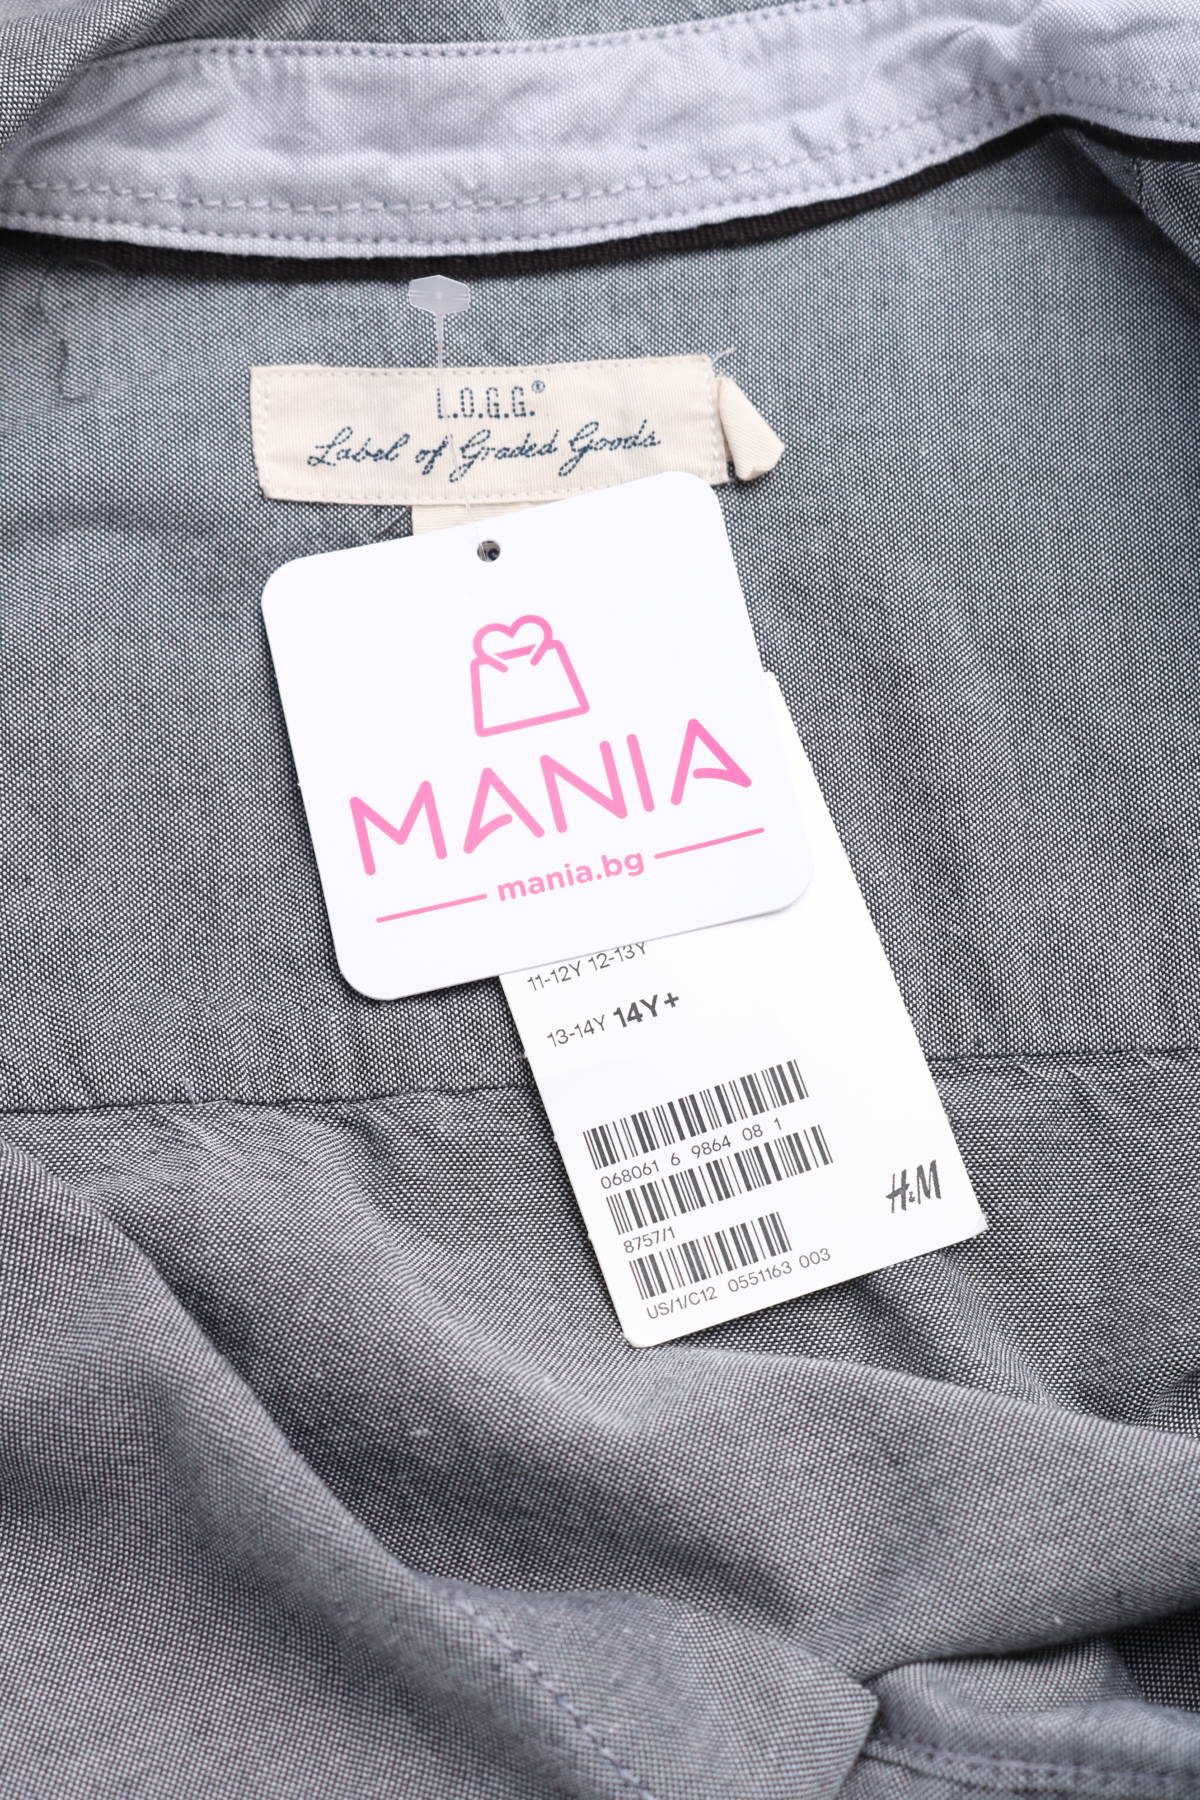 L.O.G.G.®
Label of Graded Goods
MANIA
mania.bg
11-12Y 12-13Y
13-14Y 14Y+
068061 6 9864 08 1
8757/1
H&M
US/1/C12 0551163 003